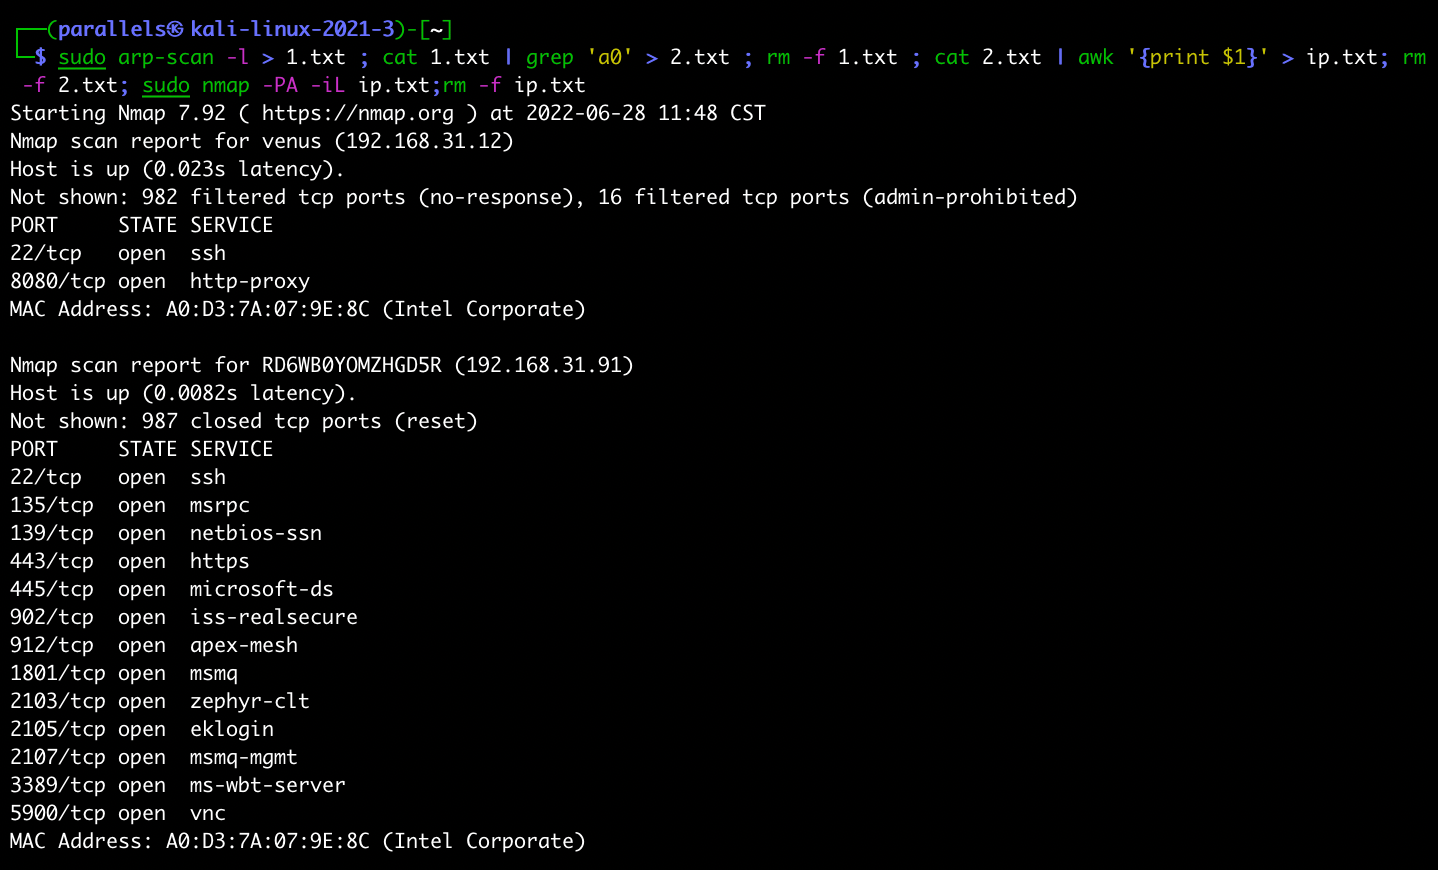 ┌──(parallels㉿kali-linux-2021-3)-[~]
└─$ sudo arp-scan -l > 1.txt ; cat 1.txt | grep 'a0' > 2.txt ; rm -f 1.txt ; cat 2.txt | awk '{print $1}' > ip.txt; rm
-f 2.txt; sudo nmap -PA -iL ip.txt;rm -f ip.txt
Starting Nmap 7.92 ( https://nmap.org ) at 2022-06-28 11:48 CST
Nmap scan report for venus (192.168.31.12)
Host is up (0.023s latency).
Not shown: 982 filtered tcp ports (no-response), 16 filtered tcp ports (admin-prohibited)
PORT     STATE SERVICE
22/tcp   open  ssh
8080/tcp open  http-proxy
MAC Address: A0:D3:7A:07:9E:8C (Intel Corporate)

Nmap scan report for RD6WB0YOMZHGD5R (192.168.31.91)
Host is up (0.0082s latency).
Not shown: 987 closed tcp ports (reset)
PORT     STATE SERVICE
22/tcp   open  ssh
135/tcp  open  msrpc
139/tcp  open  netbios-ssn
443/tcp  open  https
445/tcp  open  microsoft-ds
902/tcp  open  iss-realsecure
912/tcp  open  apex-mesh
1801/tcp open  msmq
2103/tcp open  zephyr-clt
2105/tcp open  eklogin
2107/tcp open  msmq-mgmt
3389/tcp open  ms-wbt-server
5900/tcp open  vnc
MAC Address: A0:D3:7A:07:9E:8C (Intel Corporate)